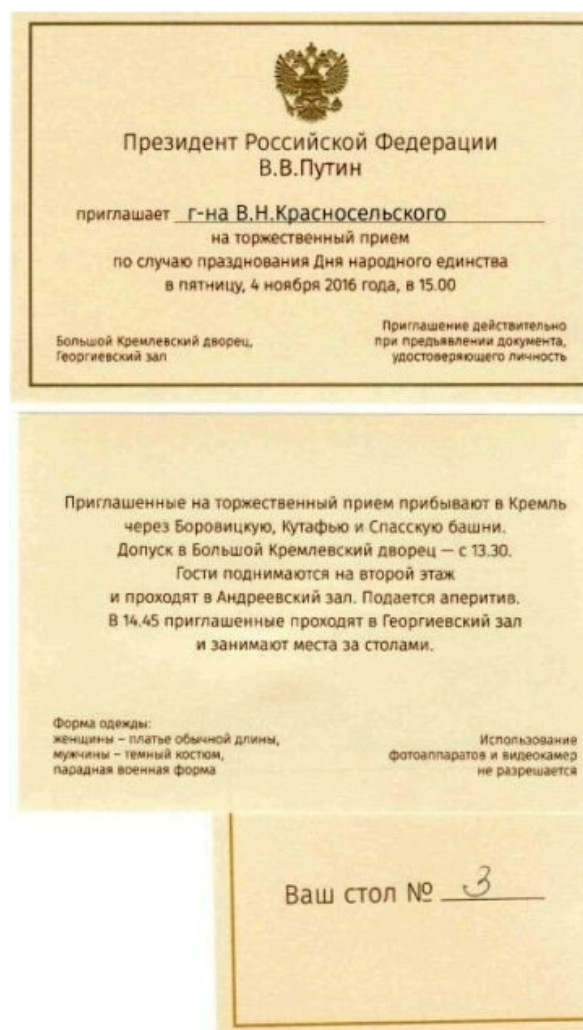 Президент Российской Федерации
В.В.Путин
приглашает г-на В.Н.Красносельского
на торжественный прием
по случаю празднования Дня народного единства
в пятницу, 4 ноября 2016 года, в 15.00
Большой Кремлевский дворец,
Георгиевский зал
Приглашение действительно
при предъявлении документа,
удостоверяющего личность
Приглашенные на торжественный прием прибывают в Кремль
через Боровицкую, Кутафью и Спасскую башни.
Допуск в Большой Кремлевский дворец — с 13.30.
Гости поднимаются на второй этаж
и проходят в Андреевский зал. Подается аперитив.
В 14.45 приглашенные проходят в Георгиевский зал
и занимают места за столами.
Форма одежды:
женщины – платье обычной длины,
мужчины – темный костюм,
парадная военная форма
Использование
фотоаппаратов и видеокамер
не разрешается
Ваш стол № 3